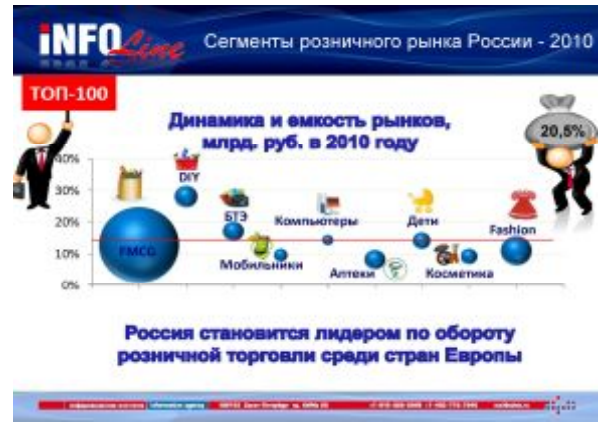 iNFOLine
Сегменты розничного рынка России - 2010
ТОП-100
Динамика и емкость рынков,
млрд. руб. в 2010 году
20,5%
40%
30%
20%
10%
0%
FMCG
DIY
БТЭ
Мобильники
Компьютеры
Аптеки
Дети
Косметика
Fashion
Россия становится лидером по обороту
розничной торговли среди стран Европы